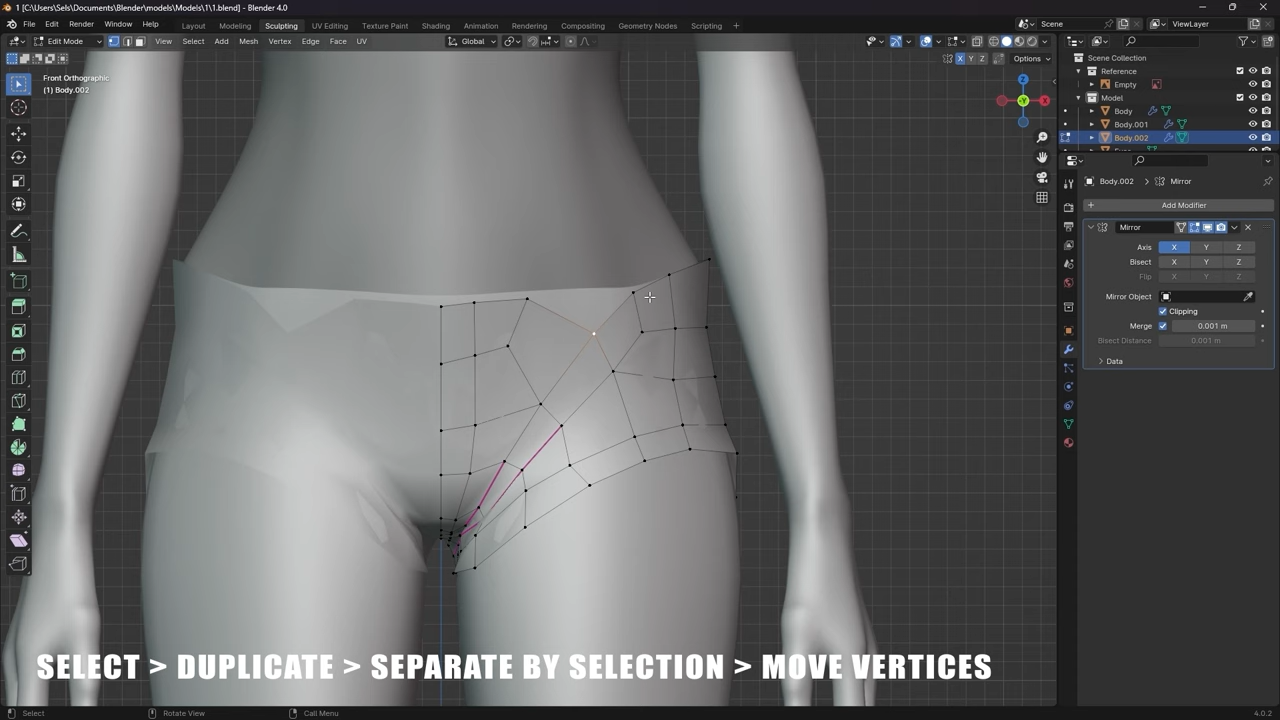 1 [C:\Users\Sels\Documents\Blender\models\Models\1\1.blend] - Blender 4.0
File Edit Render Window Help Layout Modeling Sculpting UV Editing Texture Paint Shading Animation Rendering Compositing Geometry Nodes Scripting + Scene ViewLayer
Edit Mode View Select Add Mesh Vertex Edge Face UV Global
X Y Z Options
Front Orthographic
(1) Body.002
Z
Y
X
Scene Collection
Reference
Empty
Model
Body
Body.001
Body.002
Body.002 > Mirror
+ Add Modifier
Mirror
Axis X Y Z
Bisect X Y Z
Flip X Y Z
Mirror Object
Clipping
Merge 0.001 m
Bisect Distance 0.001 m
> Data
SELECT > DUPLICATE > SEPARATE BY SELECTION > MOVE VERTICES
Select Rotate View Call Menu 4.0.2